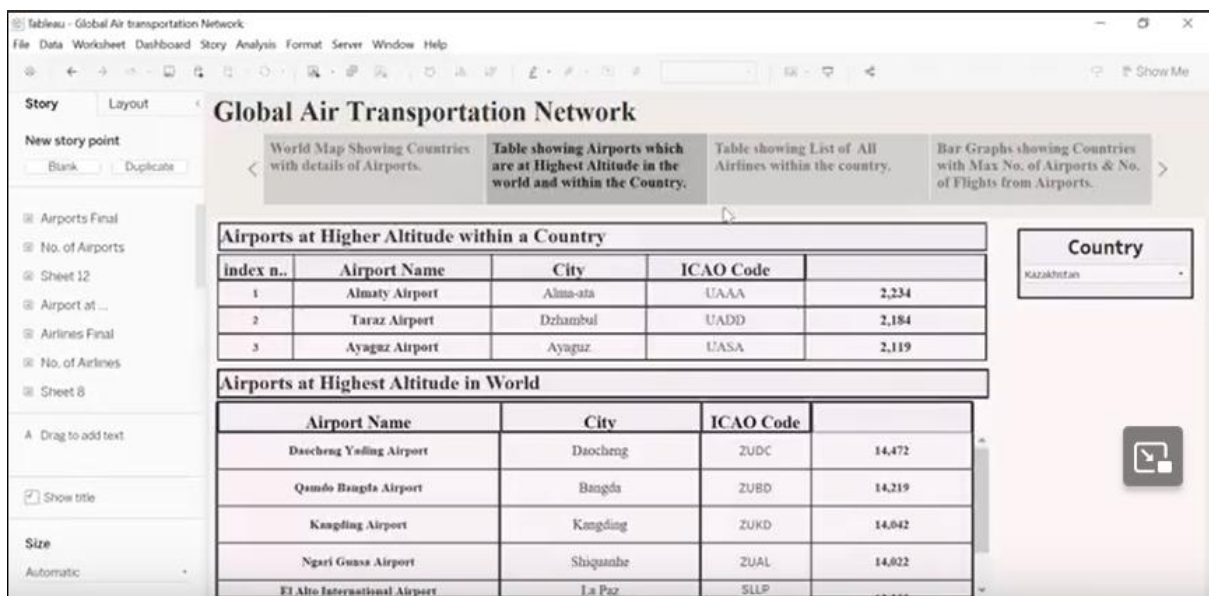 Tableau - Global Air transportation Network
File Data Worksheet Dashboard Story Analysis Format Server Window Help
Show Me
Story Layout
Global Air Transportation Network
New story point
Blank Duplicate
World Map Showing Countries with details of Airports.
Table showing Airports which are at Highest Altitude in the world and within the Country.
Table showing List of All Airlines within the country.
Bar Graphs showing Countries with Max No. of Airports & No. of Flights from Airports.
Airports Final
No. of Airports
Sheet 12
Airport at ...
Airlines Final
No. of Airlines
Sheet 8
A Drag to add text
Show title
Size
Automatic
Airports at Higher Altitude within a Country
index n.. Airport Name City ICAO Code
1 Almaty Airport Alma-ata UAAA 2,234
2 Taraz Airport Dzhambul UADD 2,184
3 Ayaguz Airport Ayaguz UASA 2,119
Country
Kazakhstan
Airports at Highest Altitude in World
Airport Name City ICAO Code
Daocheng Yading Airport Daocheng ZUDC 14,472
Qamdo Bangda Airport Bangda ZUBD 14,219
Kangding Airport Kangding ZUKD 14,042
Ngari Gunsa Airport Shiquanhe ZUAL 14,022
El Alto International Airport La Paz SLLP